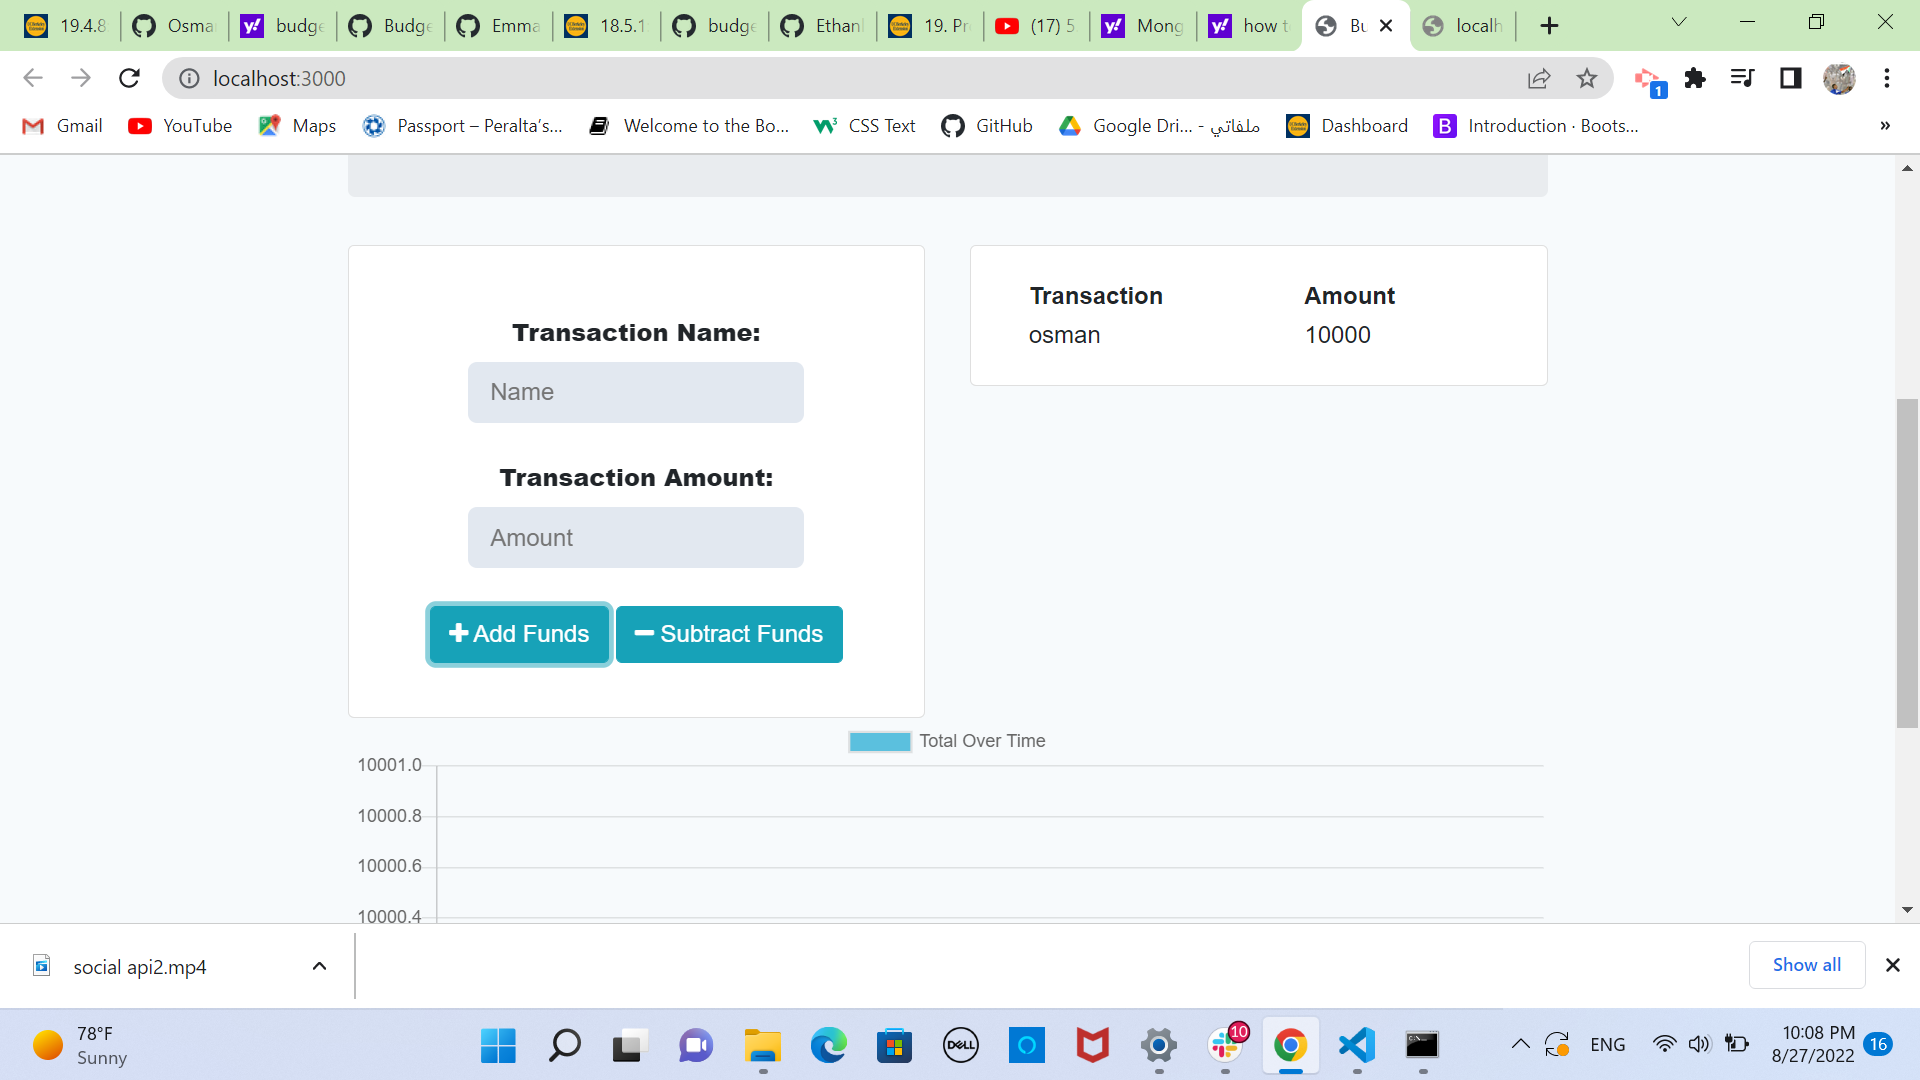 19.4.8
Osma
budge
Budge
Emma
18.5.1
budge
Ethanl
19. Pr
(17) 5
Mong
how t
Bu
localh
localhost:3000
1
Gmail
YouTube
Maps
Passport – Peralta's...
Welcome to the Bo...
CSS Text
GitHub
Google Dri... - ملفاتي
Dashboard
Introduction · Boots...
»
Transaction Name:
Name
Transaction Amount:
Amount
Add Funds
Subtract Funds
Transaction Amount
osman 10000
Total Over Time
10001.0
10000.8
10000.6
10000.4
social api2.mp4
Show all
78°F
Sunny
DELL
10
ENG
10:08 PM
8/27/2022
16